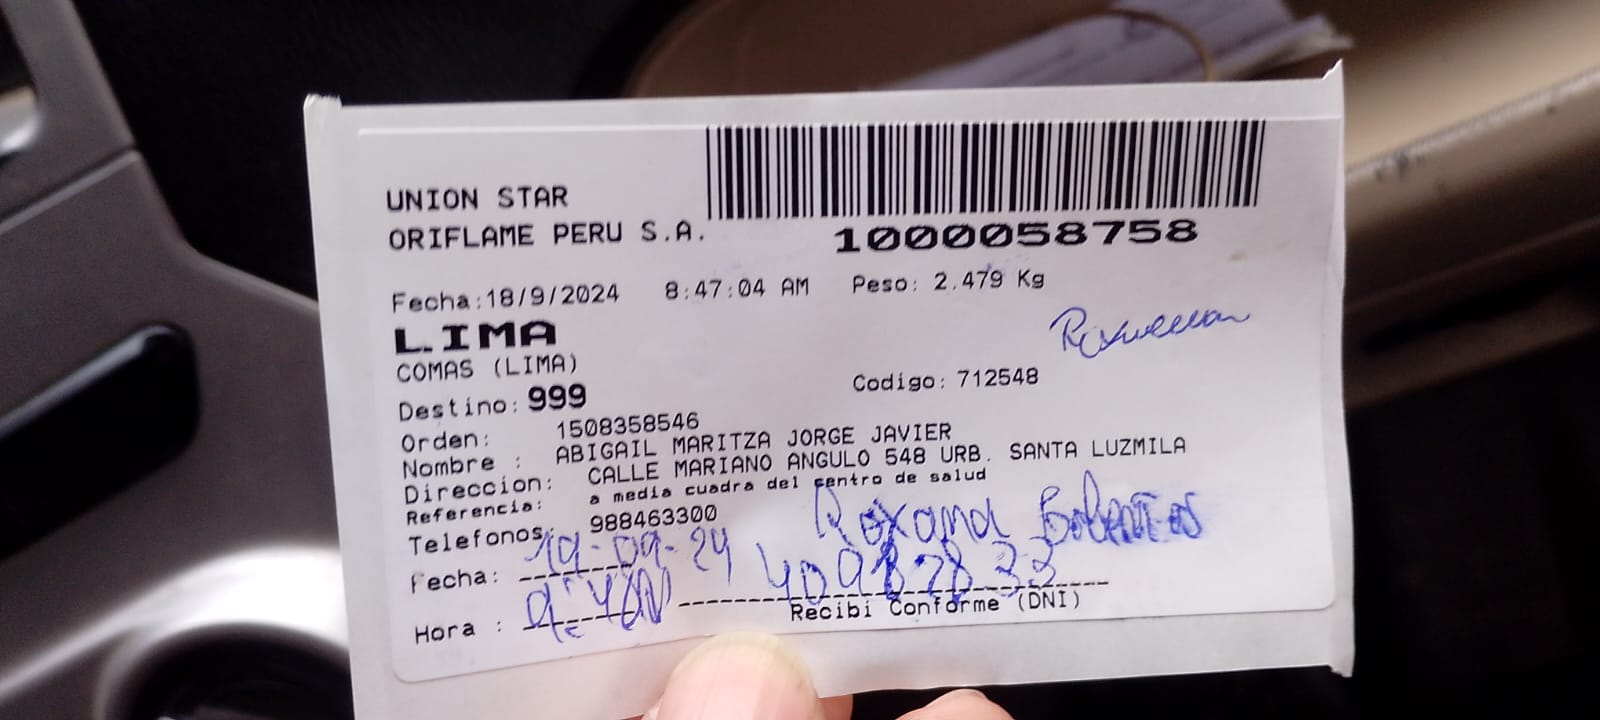 UNION STAR
ORIFLAME PERU S.A.
1000058758
Fecha:18/9/2024 8:47:04 AM Peso: 2.479 Kg
LIMA
COMAS (LIMA)
Destino: 999 Codigo: 712548
Orden: 1508358546
Nombre : ABIGAIL MARITZA JORGE JAVIER
Direccion: CALLE MARIANO ANGULO 548 URB. SANTA LUZMILA
Referencia: a media cuadra del centro de salud
Telefonos: 988463300
Roxana
Fecha: 19-09-24
Hora :
Recibi Conforme (DNI)